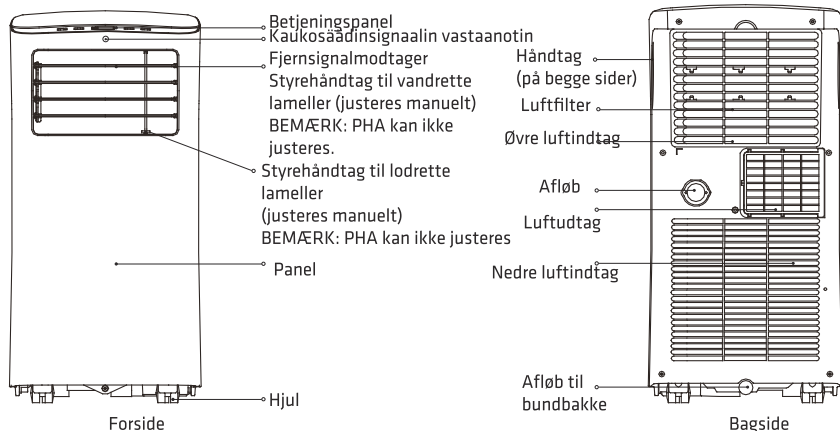 Betjeningspanel
Kaukosäädinsignaalin vastaanotin
Fjernsignalmodtager
Styrehåndtag til vandrette
lameller (justeres manuelt)
BEMÆRK: PHA kan ikke
justeres.
Styrehåndtag til lodrette
lameller
(justeres manuelt)
BEMÆRK: PHA kan ikke justeres
Panel
Hjul
Forside
Håndtag
(på begge sider)
Luftfilter
Øvre luftindtag
Afløb
Luftudtag
Nedre luftindtag
Afløb til
bundbakke
Bagside